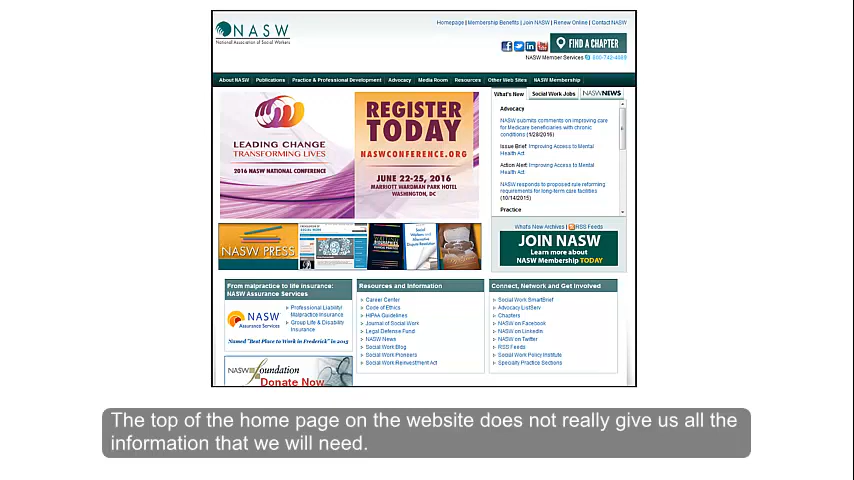 NASW
National Association of Social Workers
Homepage | Membership Benefits | Join NASW | Renew Online | Contact NASW
FIND A CHAPTER
NASW Member Services 800-742-4089
About NASW Publications Practice & Professional Development Advocacy Media Room Resources Other Web Sites NASW Membership
LEADING CHANGE
TRANSFORMING LIVES
2016 NASW NATIONAL CONFERENCE
REGISTER
TODAY
NASWCONFERENCE.ORG
JUNE 22-25, 2016
MARRIOTT WARDMAN PARK HOTEL
WASHINGTON, DC
What's New Social Work Jobs NASWNEWS
Advocacy
NASW submits comments on improving care
for Medicare beneficiaries with chronic
conditions (1/28/2016)
Issue Brief: Improving Access to Mental
Health Act
Action Alert: Improving Access to Mental
Health Act
NASW responds to proposed rule reforming
requirements for long-term care facilities
(10/14/2015)
Practice
What's New Archives | RSS Feeds
NASW PRESS
JOIN NASW
Learn more about
NASW Membership TODAY
From malpractice to life insurance:
NASW Assurance Services
NASW
Assurance Services
Professional Liability/
Malpractice Insurance
Group Life & Disability
Insurance
Named "Best Place to Work in Frederick" in 2015
NASW Foundation
Donate Now
Resources and Information
Career Center
Code of Ethics
HIPAA Guidelines
Journal of Social Work
Legal Defense Fund
NASW News
Social Work Blog
Social Work Pioneers
Social Work Reinvestment Act
Connect, Network and Get Involved
Social Work SmartBrief
Advocacy ListServ
Chapters
NASW on Facebook
NASW on LinkedIn
NASW on Twitter
RSS Feeds
Social Work Policy Institute
Specialty Practice Sections
The top of the home page on the website does not really give us all the
information that we will need.